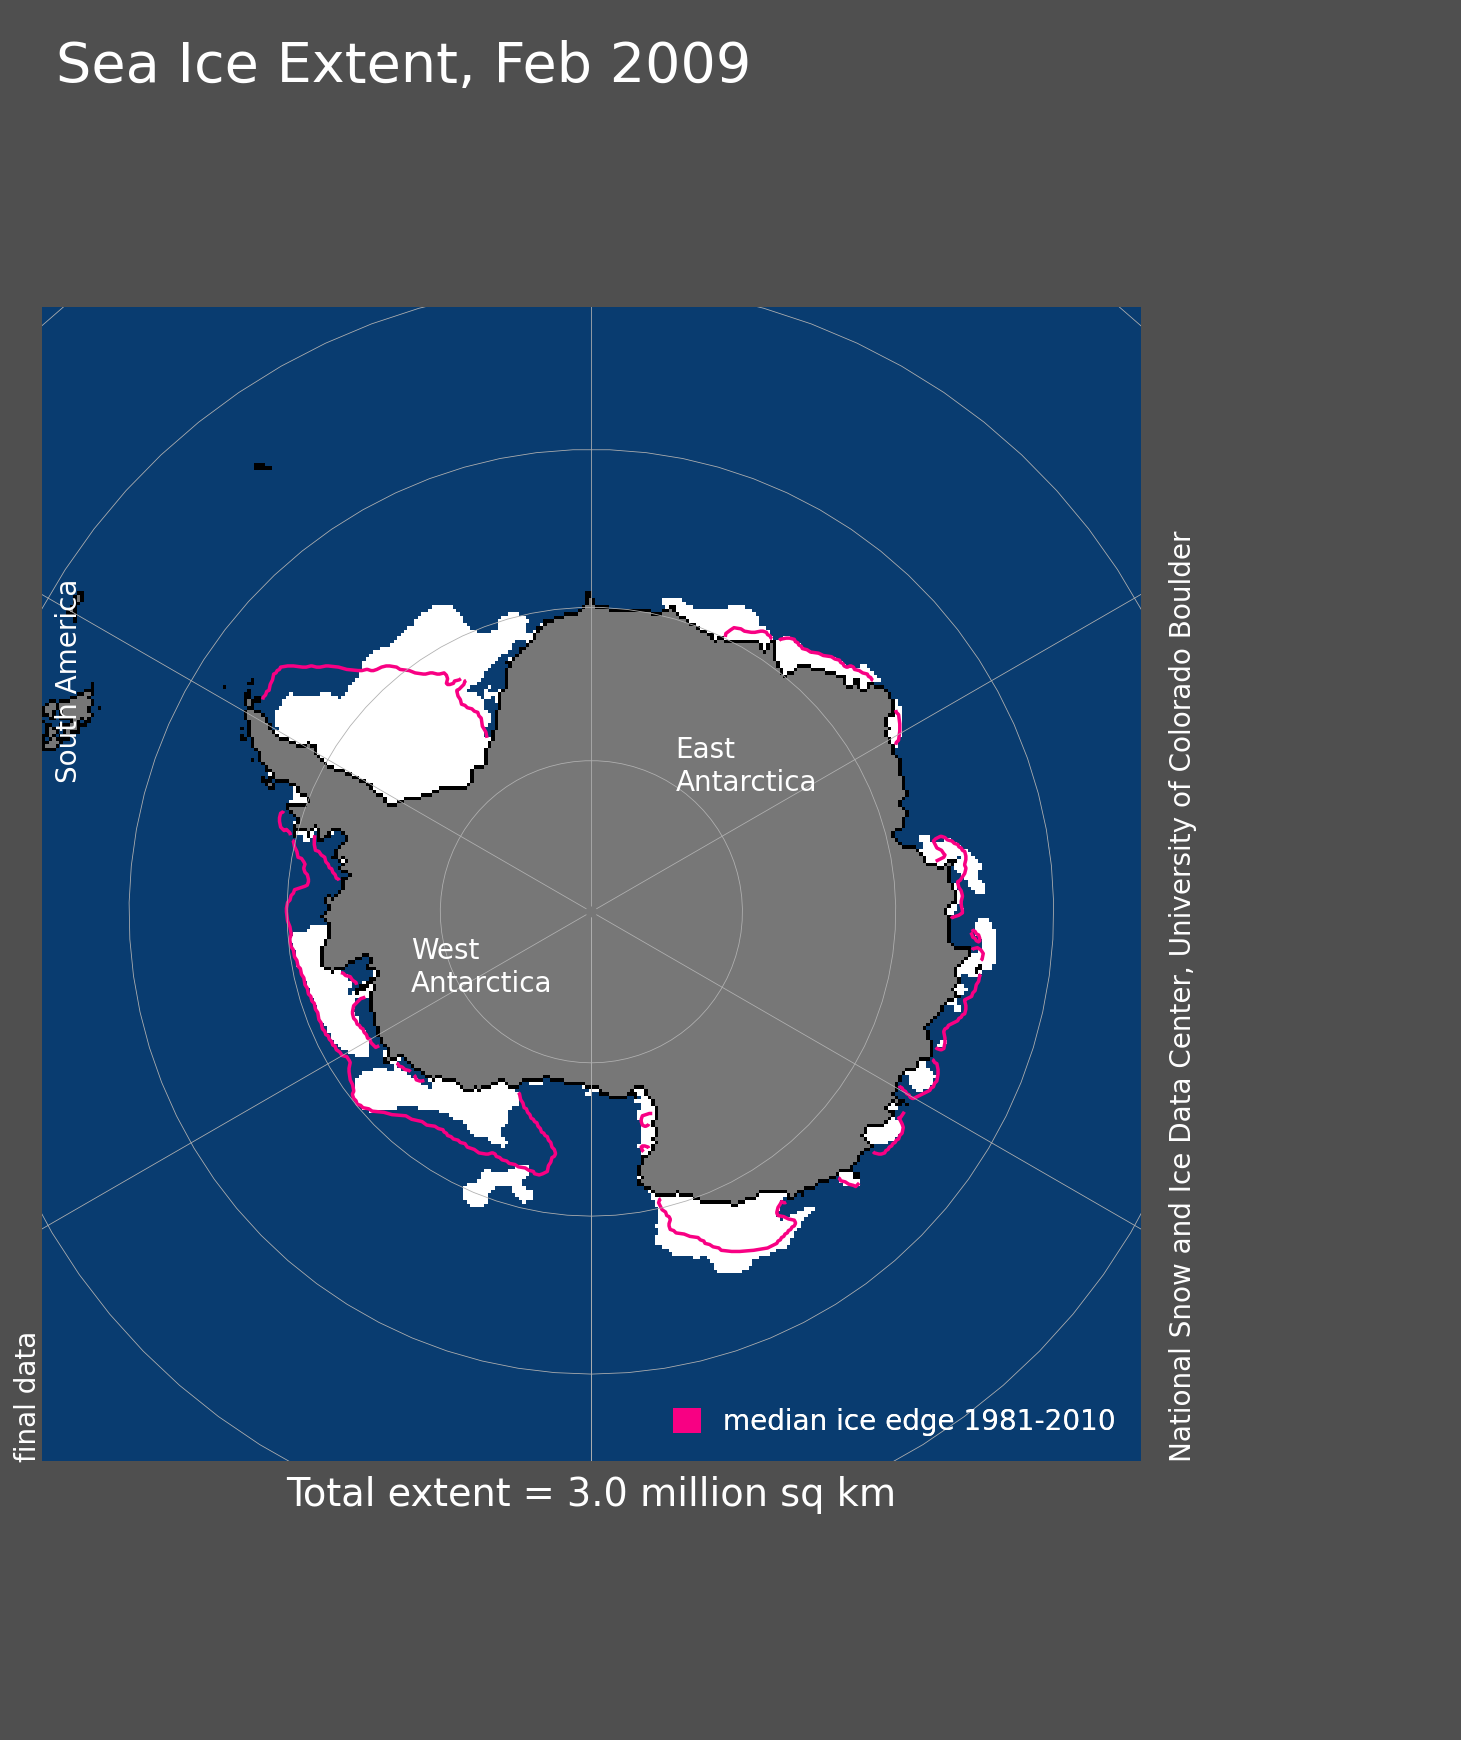 Sea Ice Extent, Feb 2009
South America
East
Antarctica
West
Antarctica
median ice edge 1981-2010
final data
National Snow and Ice Data Center, University of Colorado Boulder
Total extent = 3.0 million sq km